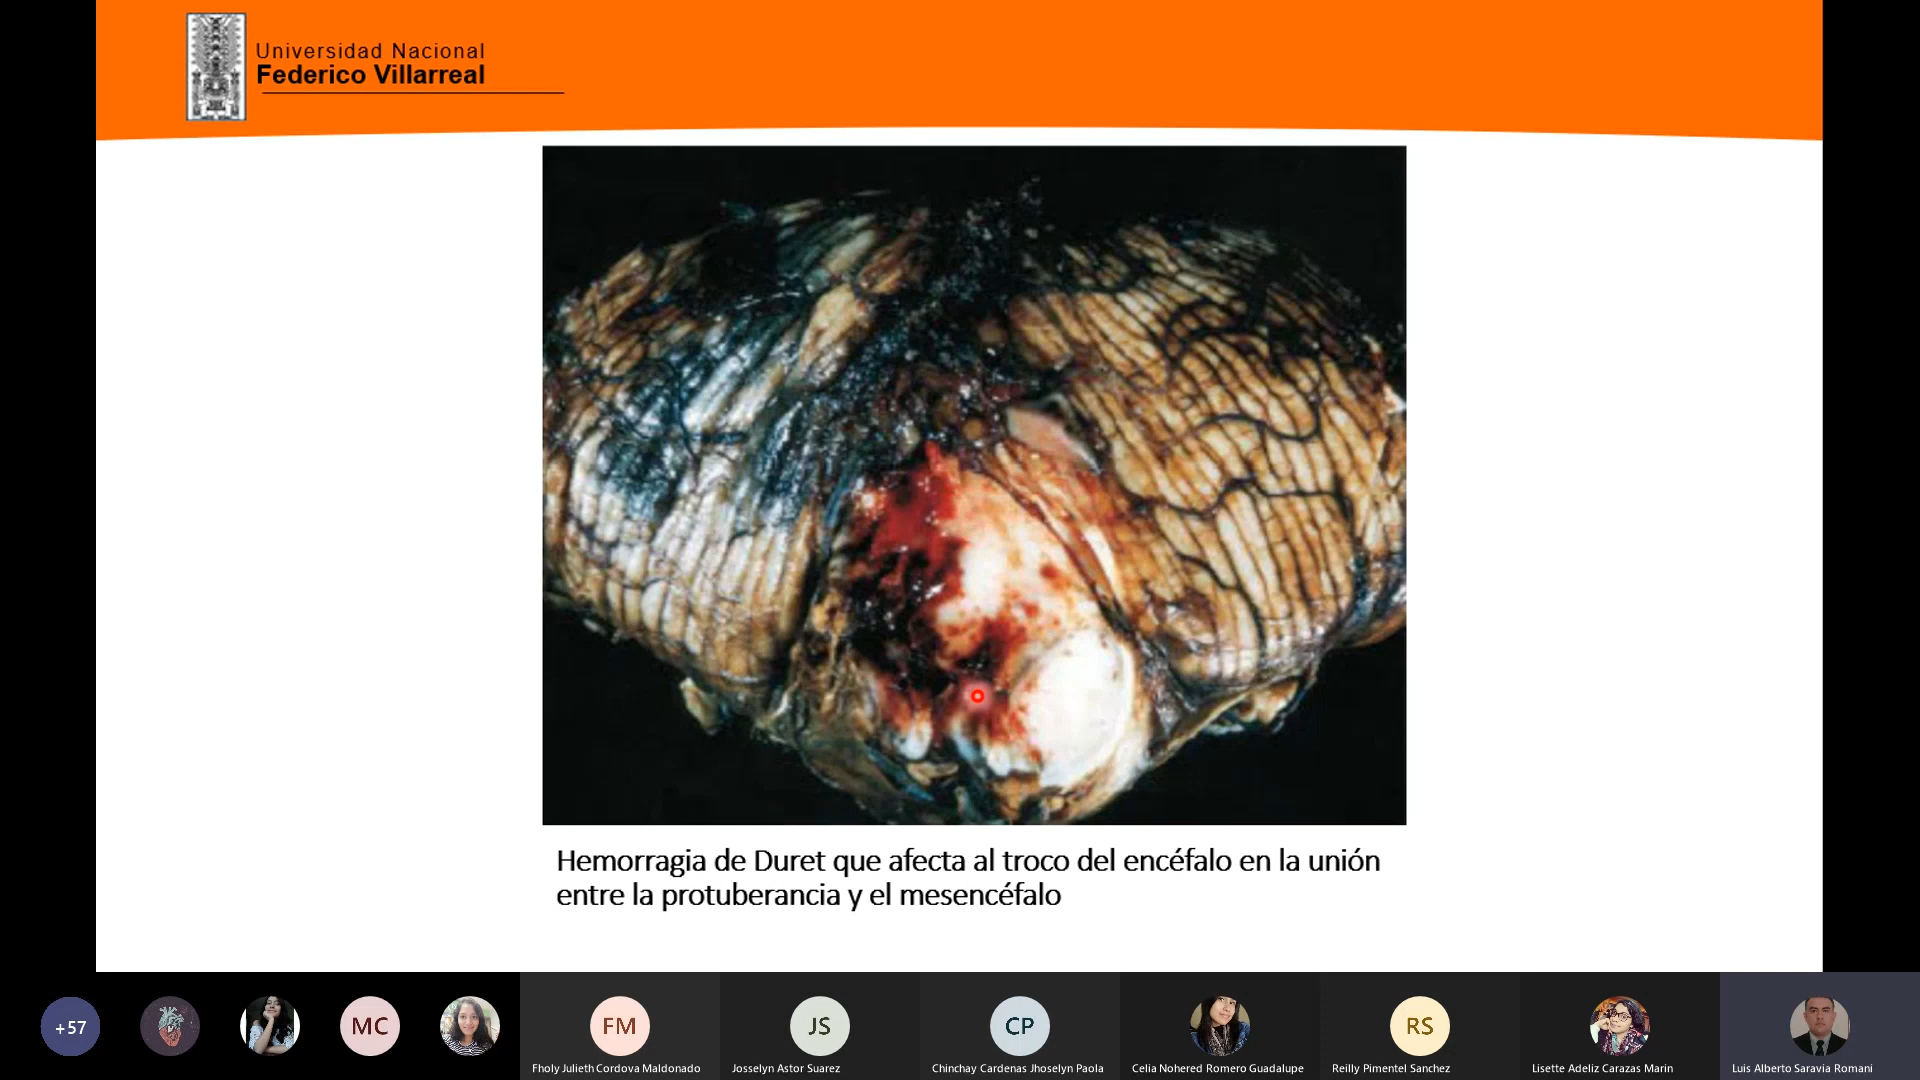 Universidad Nacional
Federico Villarreal
Hemorragia de Duret que afecta al troco del encéfalo en la unión
entre la protuberancia y el mesencéfalo
+57
MC
FM
JS
CP
RS
Fholy Julieth Cordova Maldonado
Josselyn Astor Suarez
Chinchay Cardenas Jhoselyn Paola
Celia Nohered Romero Guadalupe
Reilly Pimentel Sanchez
Lisette Adeliz Carazas Marin
Luis Alberto Saravia Romani